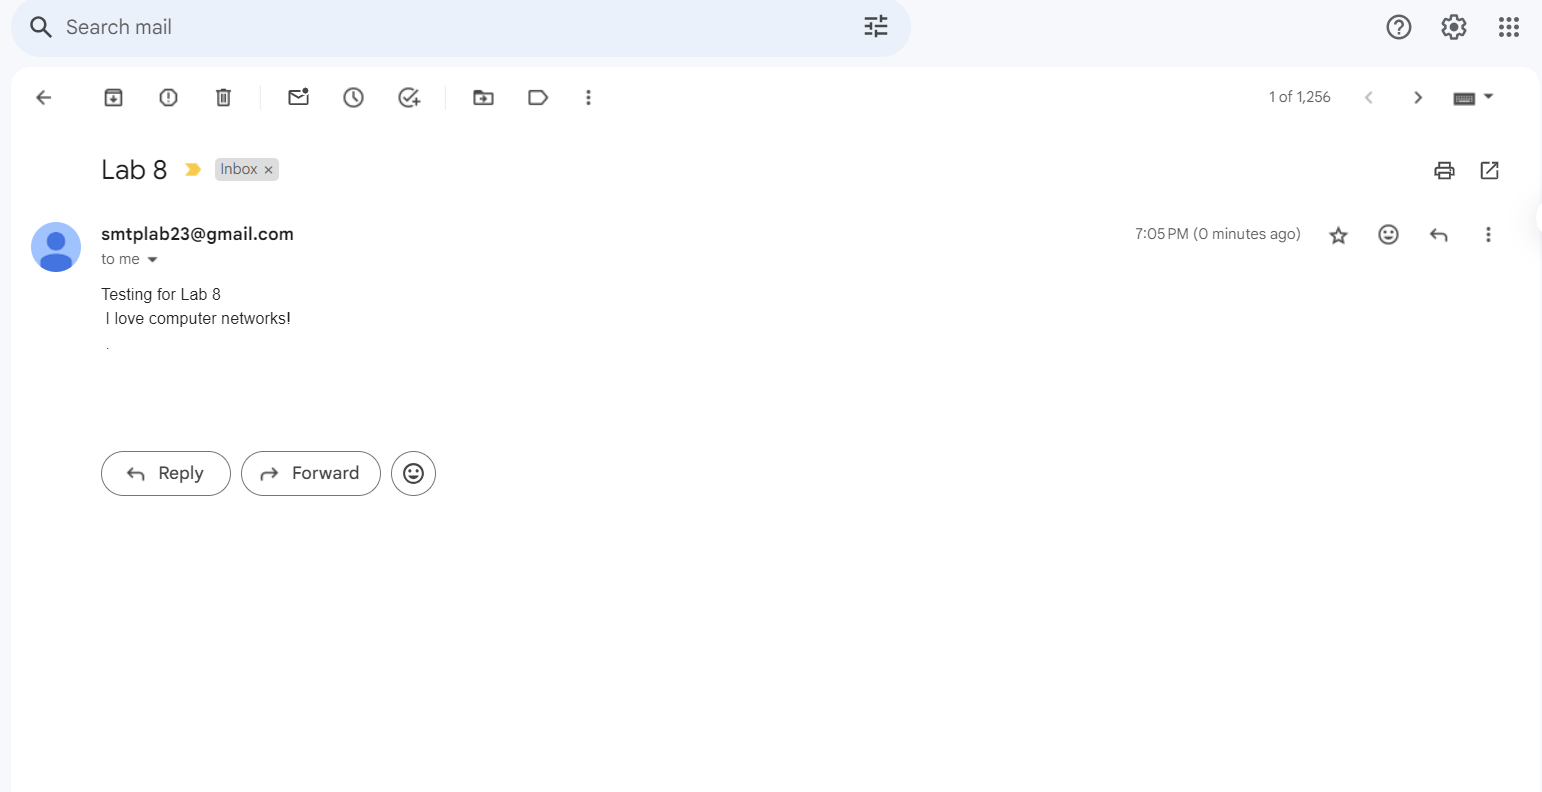 Search mail
1 of 1,256
Lab 8 Inbox ×
smtplab23@gmail.com 7:05 PM (0 minutes ago)
to me
Testing for Lab 8
I love computer networks!
.
Reply Forward